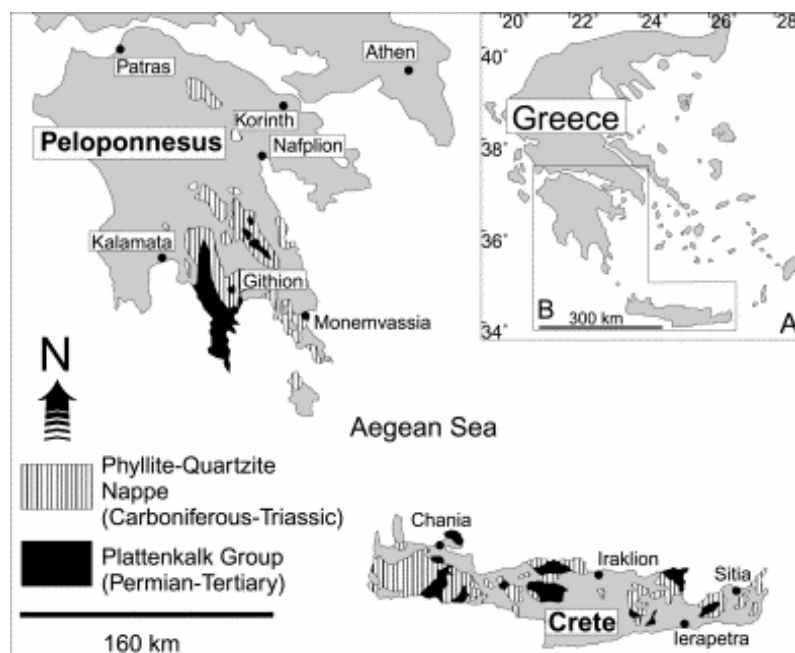 20 22 24 26 28
40°
38°
36°
34°
Greece
B
300 km
A
Athen
Patras
Korinth
Peloponnesus
Nafplion
Kalamata
Githion
Monemvassia
N
Aegean Sea
Phyllite-Quartzite
Nappe
(Carboniferous-Triassic)
Plattenkalk Group
(Permian-Tertiary)
160 km
Chania
Iraklion
Sitia
Crete
Ierapetra